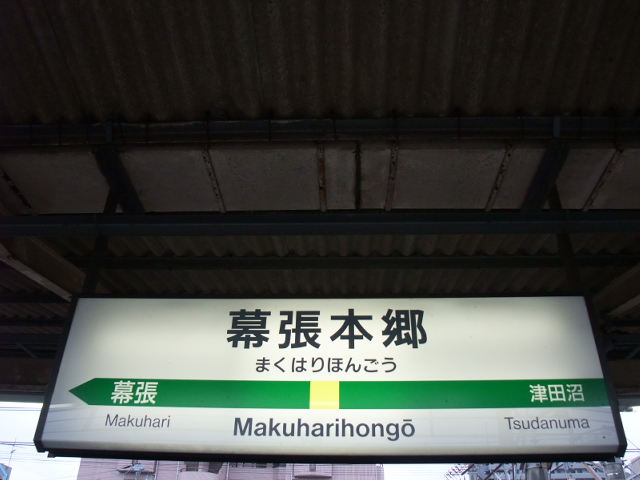 幕張本郷
まくはりほんごう
幕張 津田沼
Makuhari Makuharihongō Tsudanuma